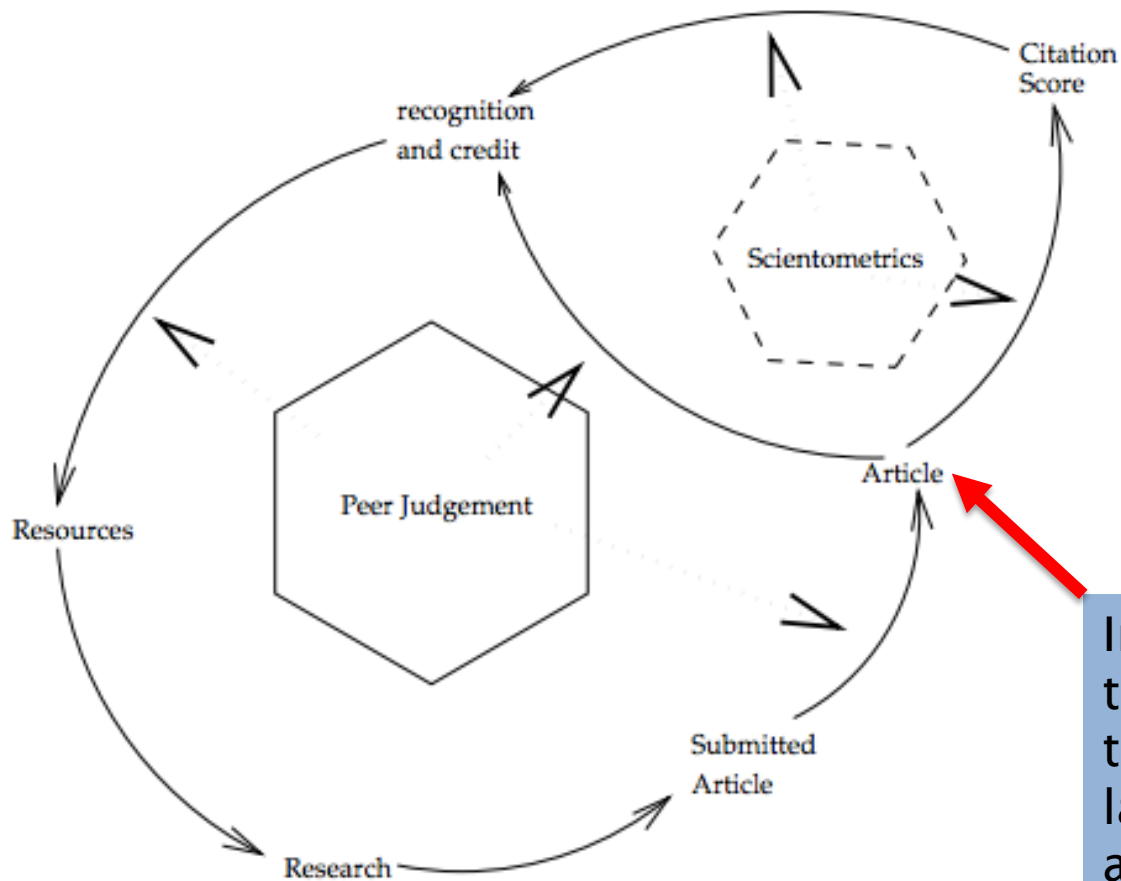 Citation
Score
recognition
and credit
Scientometrics
Article
Peer Judgement
Resources
Submitted
Article
Research